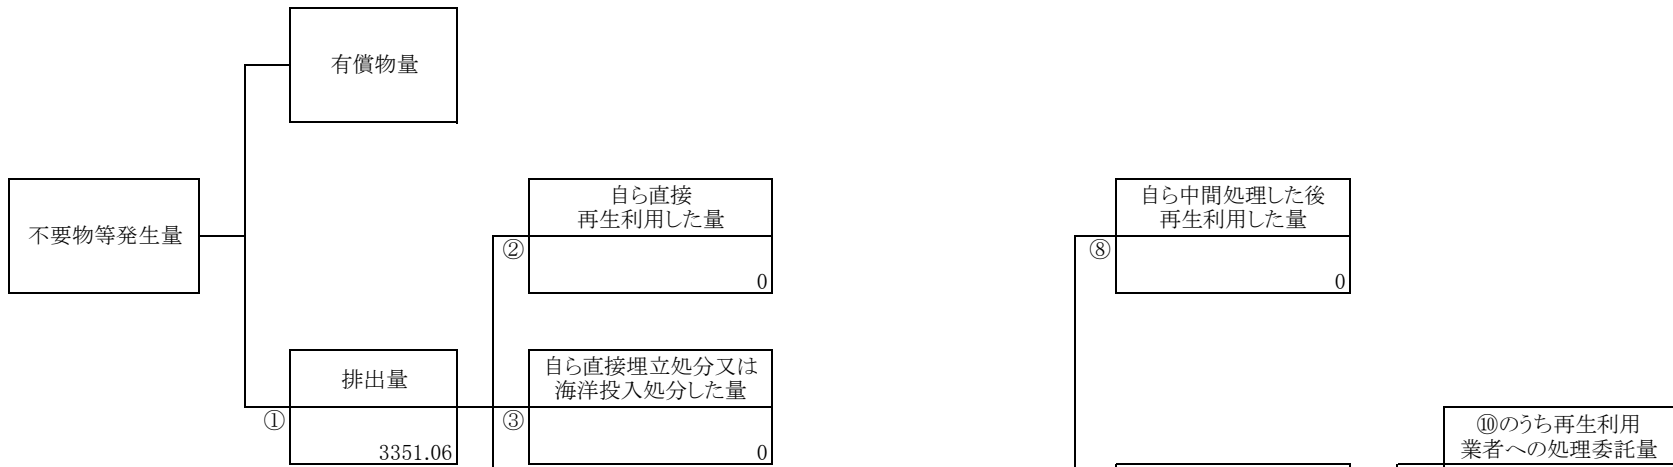 有償物量
不要物等発生量
自ら直接
再生利用した量
②
0
自ら中間処理した後
再生利用した量
⑧
0
排出量
①
3351.06
自ら直接埋立処分又は
海洋投入処分した量
③
0
⑩のうち再生利用
業者への処理委託量